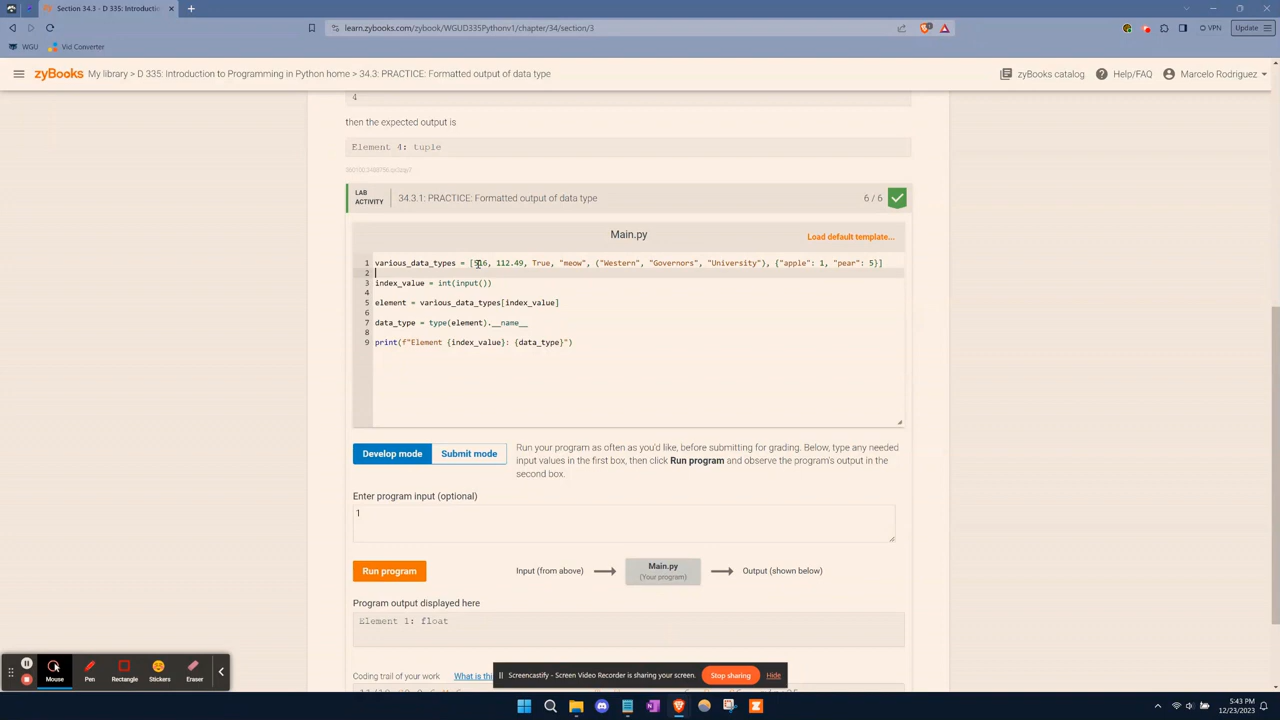 Section 34.3 - D 335: Introductio
learn.zybooks.com/zybook/WGUD335Pythonv1/chapter/34/section/3
VPN
Update
WGU
Vid Converter
zyBooks
My library > D 335: Introduction to Programming in Python home > 34.3: PRACTICE: Formatted output of data type
zyBooks catalog
Help/FAQ
Marcelo Rodriguez
4
then the expected output is
Element 4: tuple
LAB
ACTIVITY
34.3.1: PRACTICE: Formatted output of data type
6 / 6
Main.py
Load default template...
1 various_data_types = [516, 112.49, True, "meow", ("Western", "Governors", "University"), {"apple": 1, "pear": 5}]
2
3 index_value = int(input())
4
5 element = various_data_types[index_value]
6
7 data_type = type(element).__name__
8
9 print(f"Element {index_value}: {data_type}")
Develop mode
Submit mode
Run your program as often as you'd like, before submitting for grading. Below, type any needed
input values in the first box, then click Run program and observe the program's output in the
second box.
Enter program input (optional)
1
Run program
Input (from above)
Main.py
(Your program)
Output (shown below)
Program output displayed here
Element 1: float
Coding trail of your work
What is thi
Mouse
Pen
Rectangle
Stickers
Eraser
Screencastify - Screen Video Recorder is sharing your screen.
Stop sharing
Hide
5:43 PM
12/23/2023